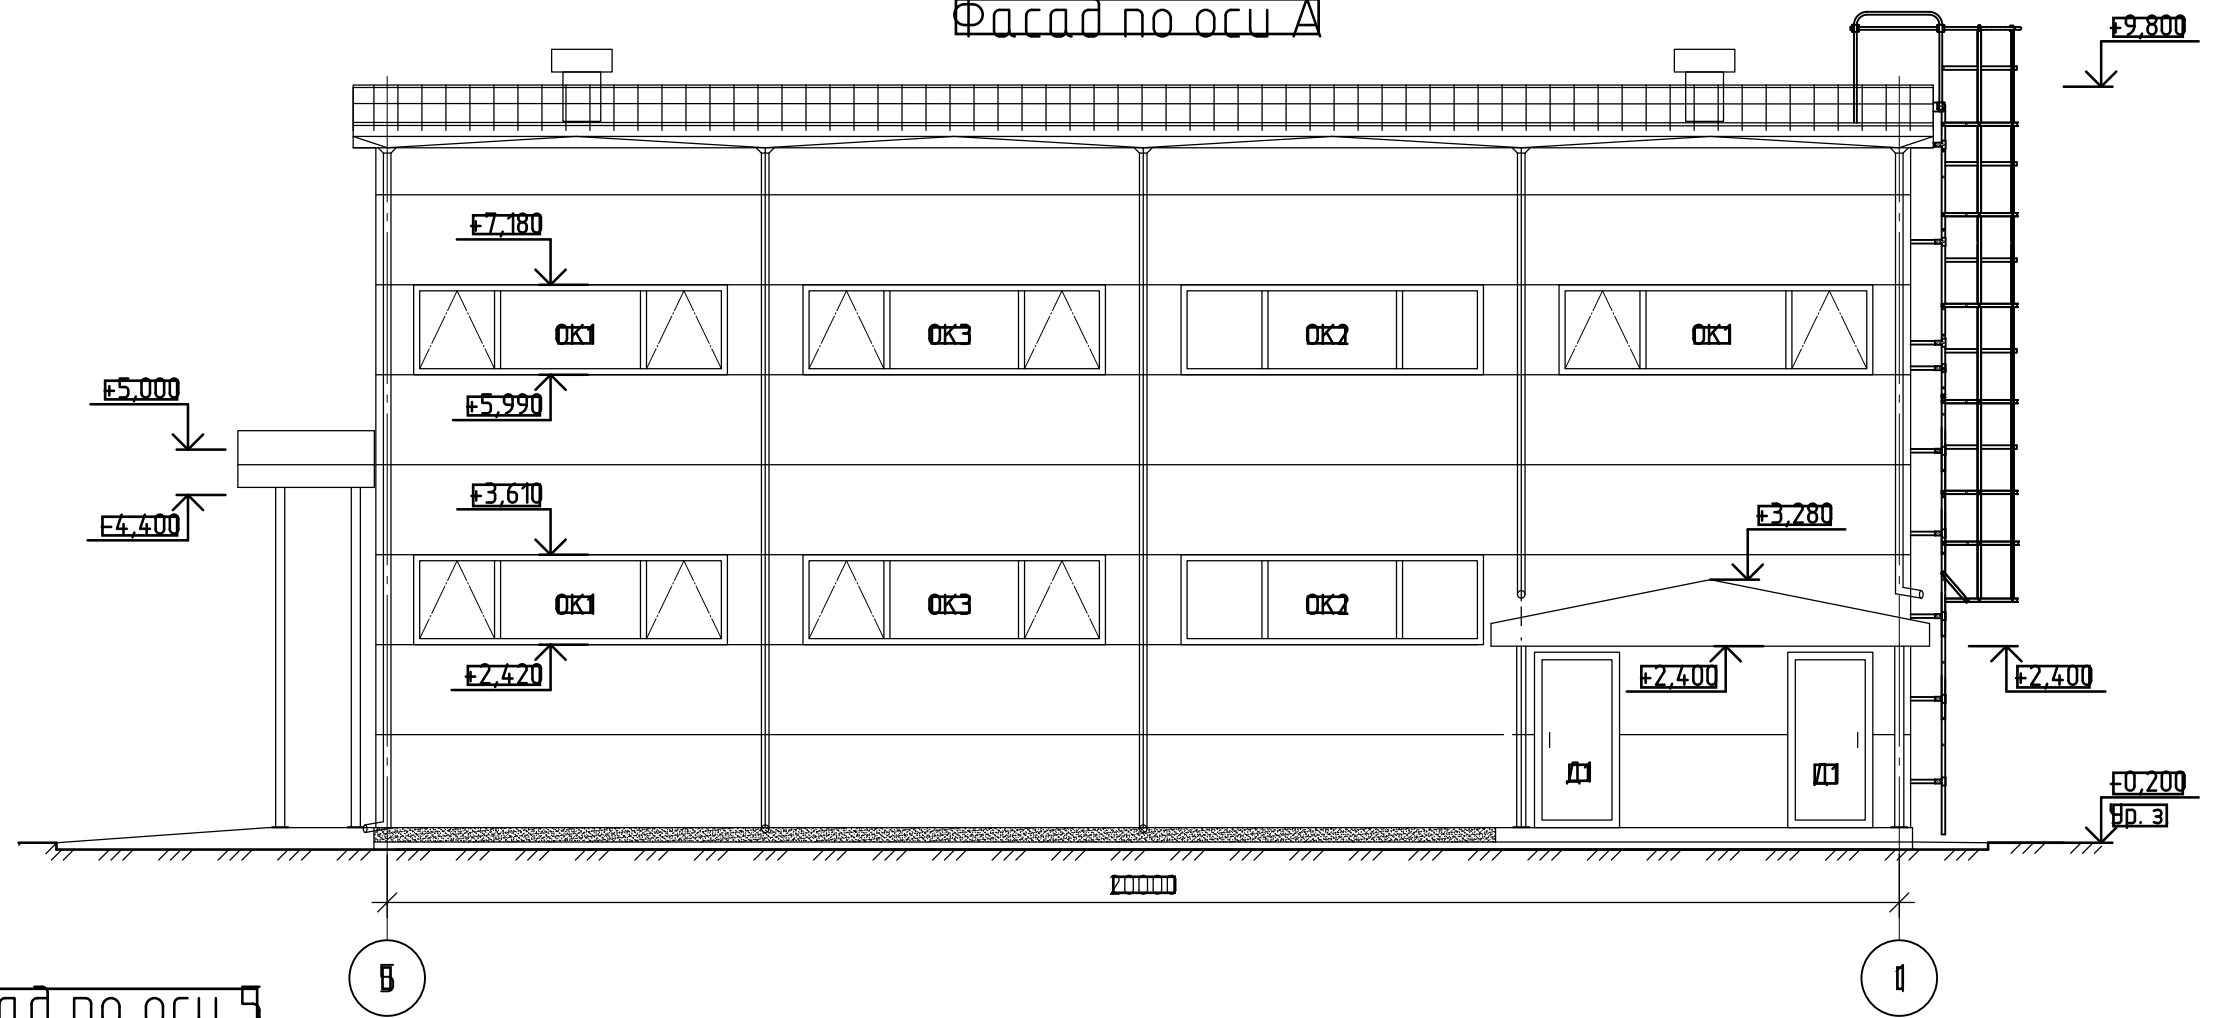 Фасад по оси А
+9,800
+7,180
ОК1
ОК3
ОК2
ОК1
+5,990
+5,000
+4,400
+3,610
+3,280
ОК1
ОК3
ОК2
+2,420
+2,400
+2,400
Д1
Д1
-0,200
Ур. з
20000
5
1
ад по оси